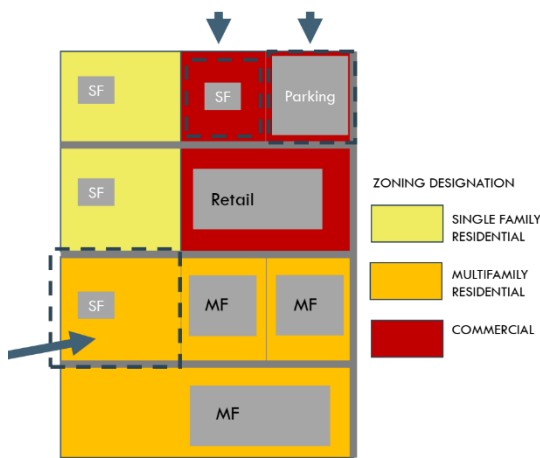 SF
SF
Parking
SF
Retail
SF
MF
MF
MF
ZONING DESIGNATION
SINGLE FAMILY
RESIDENTIAL
MULTIFAMILY
RESIDENTIAL
COMMERCIAL